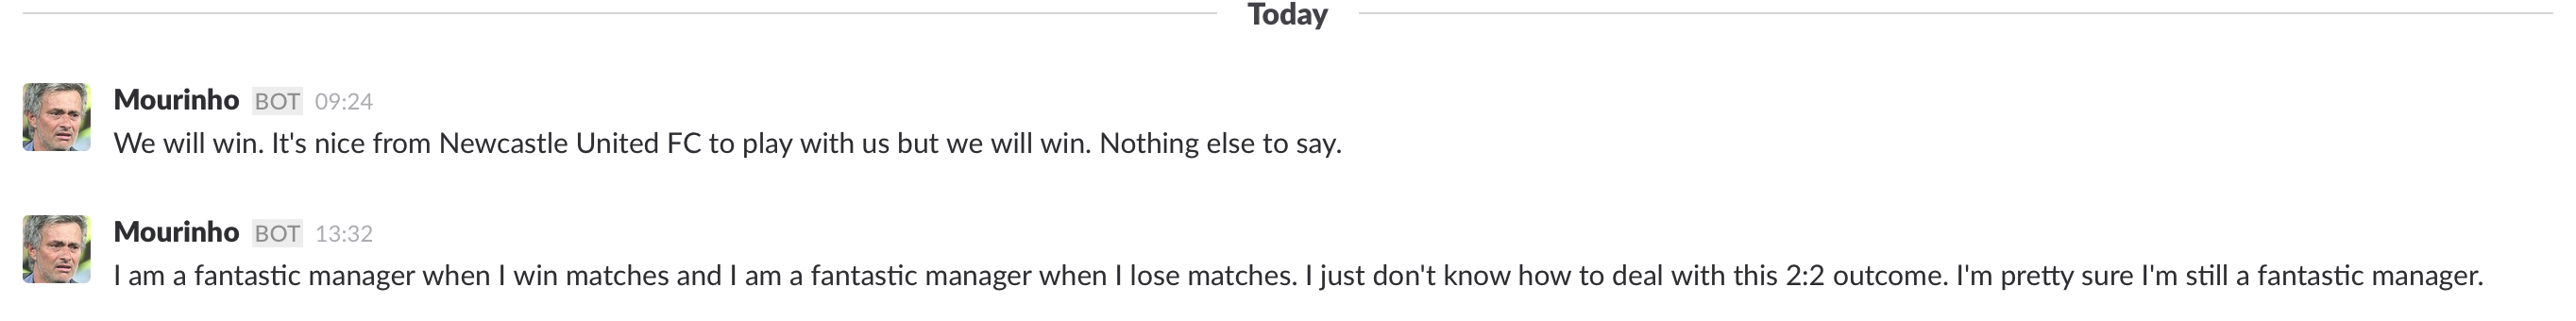 Today
Mourinho BOT 09:24
We will win. It's nice from Newcastle United FC to play with us but we will win. Nothing else to say.
Mourinho BOT 13:32
I am a fantastic manager when I win matches and I am a fantastic manager when I lose matches. I just don't know how to deal with this 2:2 outcome. I'm pretty sure I'm still a fantastic manager.